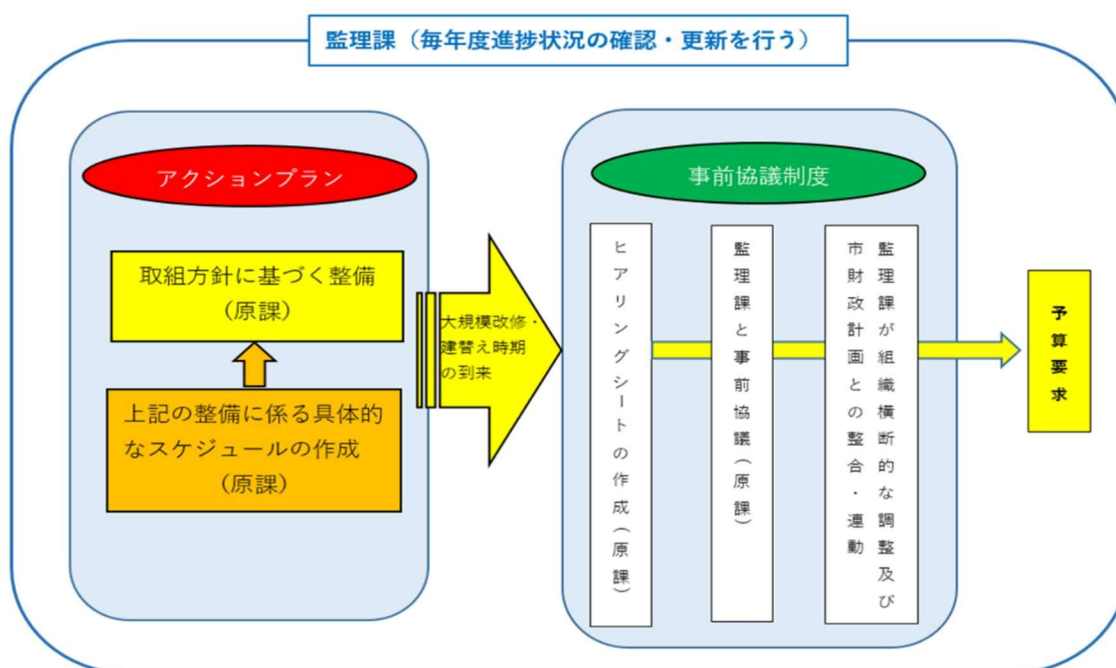 監理課（毎年度進捗状況の確認・更新を行う）
アクションプラン
取組方針に基づく整備
（原課）
上記の整備に係る具体的
なスケジュールの作成
（原課）
大規模改修・
建替え時期
の到来
事前協議制度
ヒアリングシートの作成（原課）
監理課と事前協議（原課）
監理課が組織横断的な調整及び
市財政計画との整合・連動
予算要求